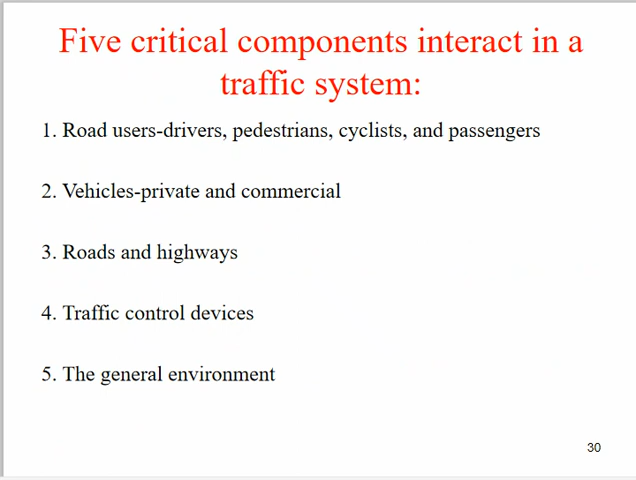 Five critical components interact in a
traffic system:
1. Road users-drivers, pedestrians, cyclists, and passengers
2. Vehicles-private and commercial
3. Roads and highways
4. Traffic control devices
5. The general environment
30